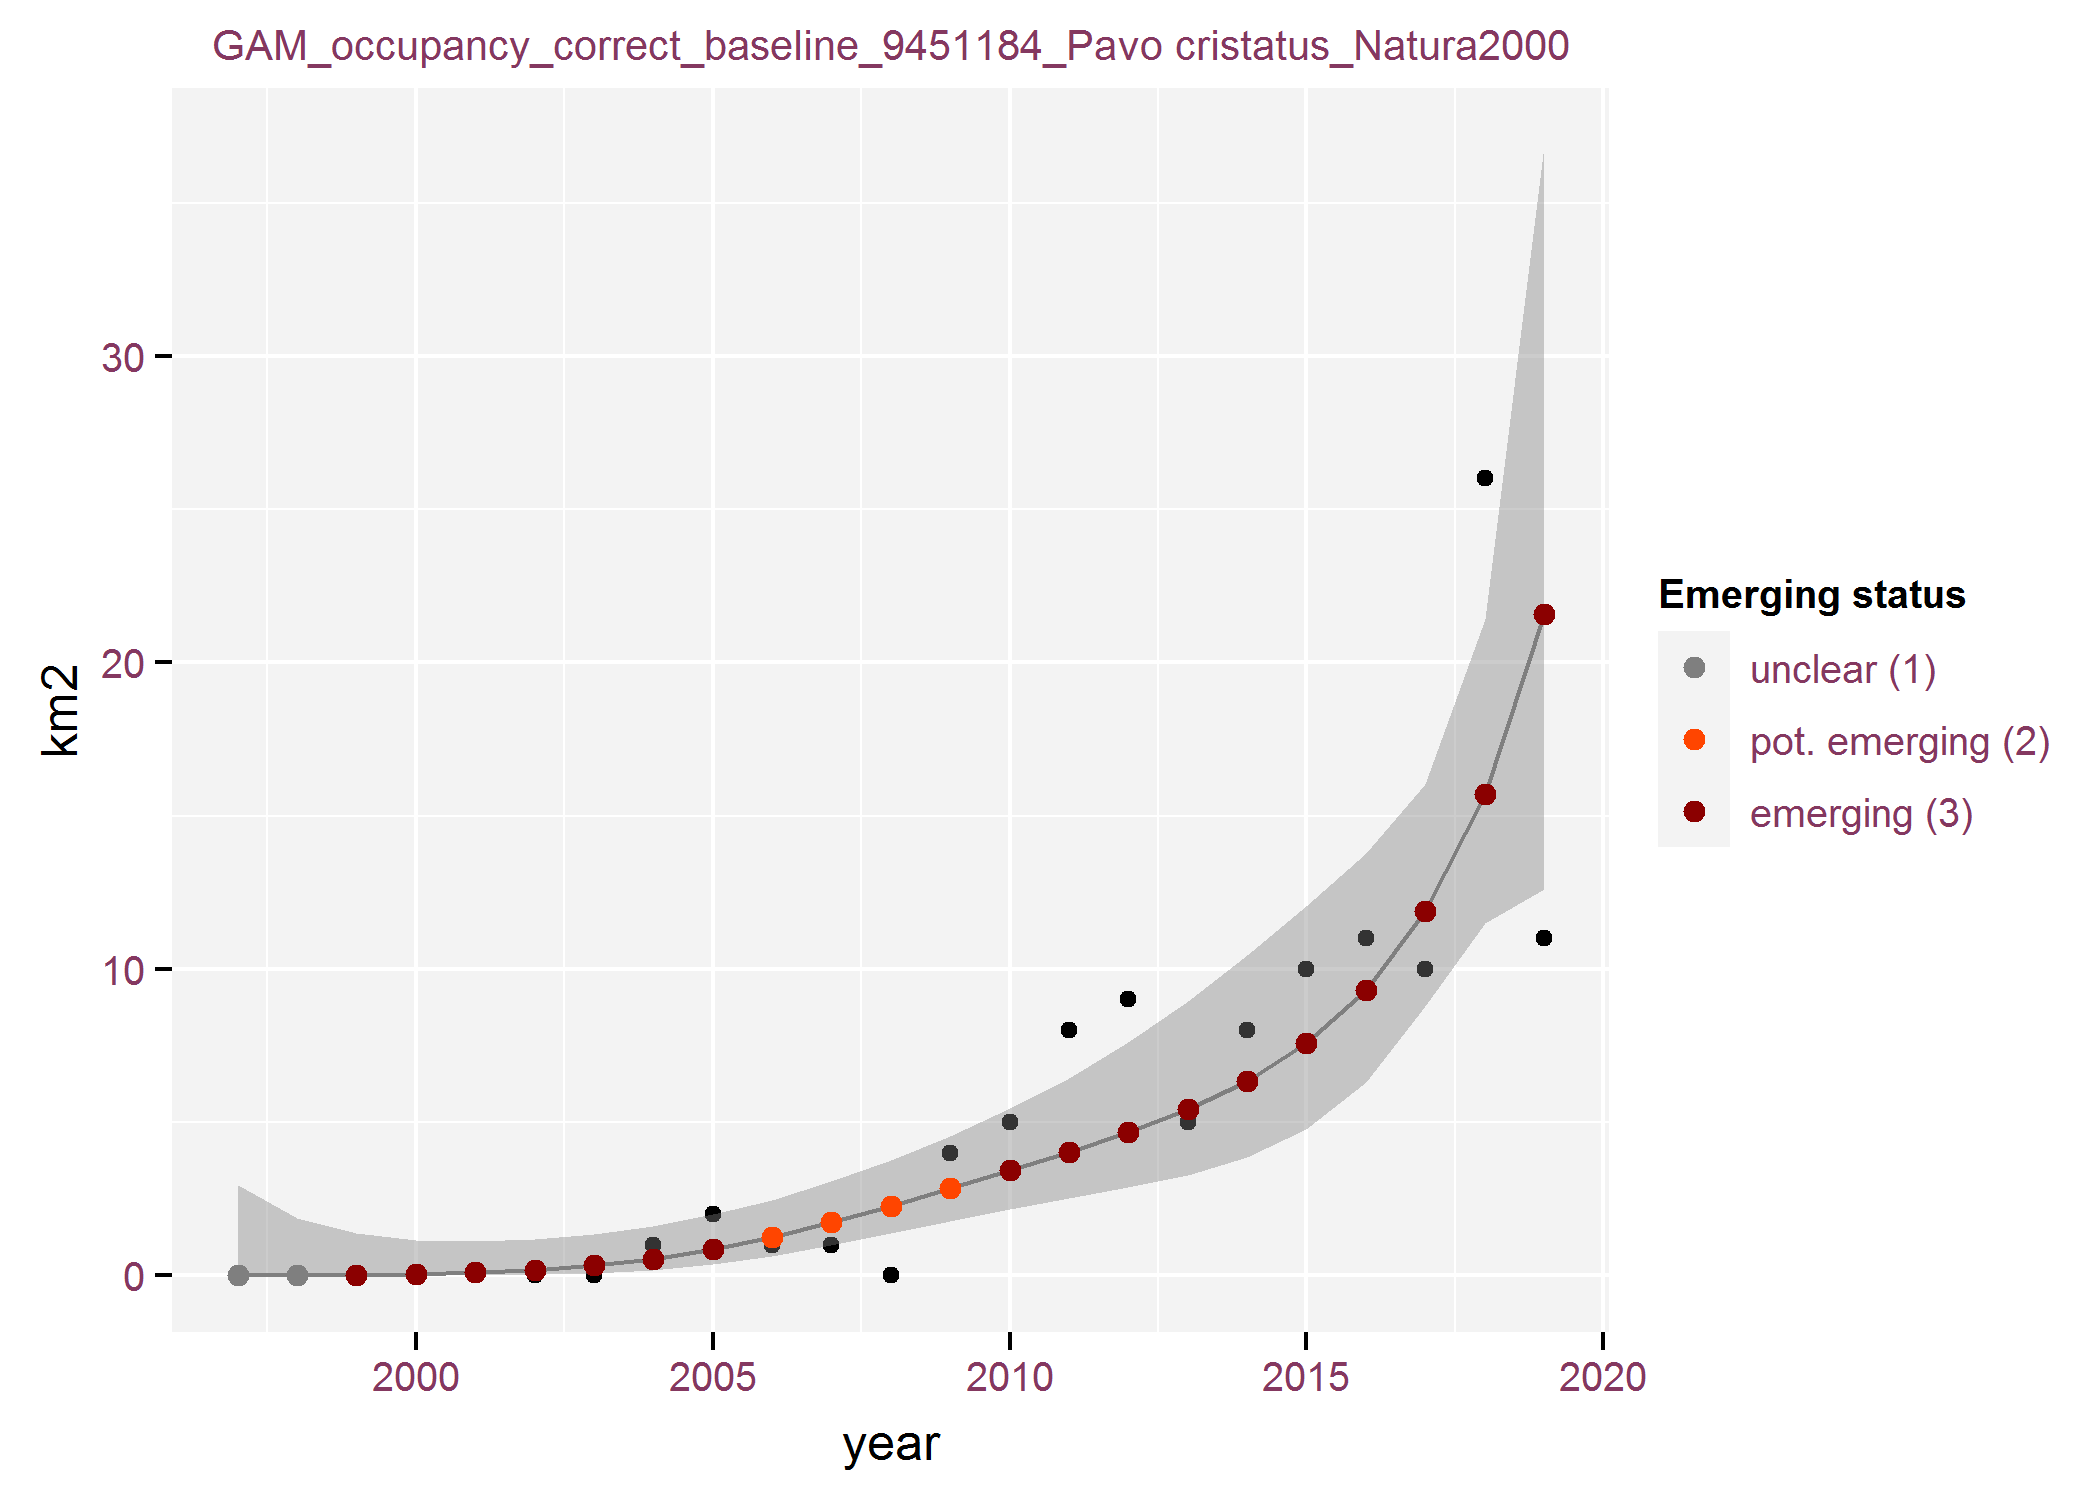 GAM_occupancy_correct_baseline_9451184_Pavo cristatus_Natura2000
30
20
10
0
km2
2000 2005 2010 2015 2020
year
Emerging status
unclear (1)
pot. emerging (2)
emerging (3)